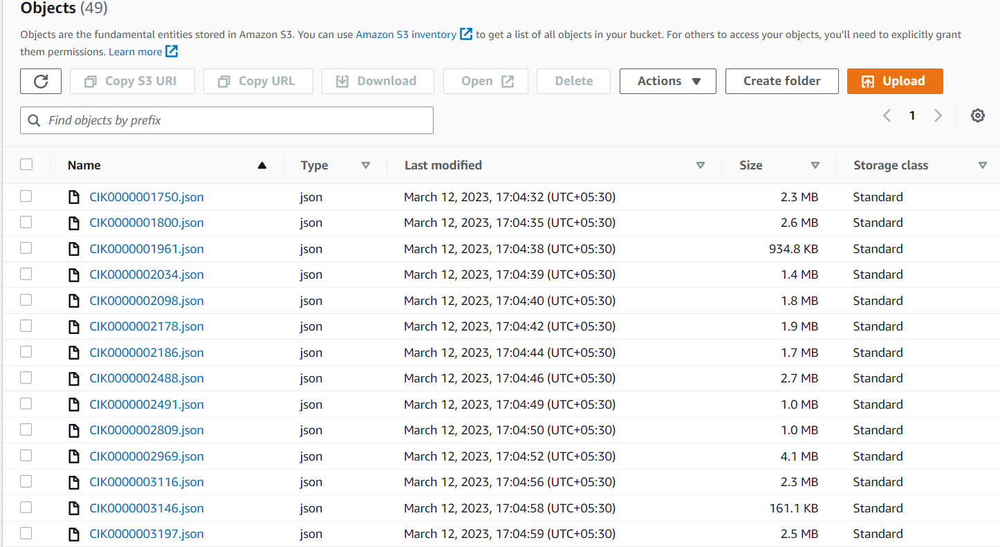 Objects (49)
Objects are the fundamental entities stored in Amazon S3. You can use Amazon S3 inventory to get a list of all objects in your bucket. For others to access your objects, you'll need to explicitly grant
them permissions. Learn more
Copy S3 URI Copy URL Download Open Delete Actions Create folder Upload
Find objects by prefix 1
Name Type Last modified Size Storage class
CIK0000001750.json json March 12, 2023, 17:04:32 (UTC+05:30) 2.3 MB Standard
CIK0000001800.json json March 12, 2023, 17:04:35 (UTC+05:30) 2.6 MB Standard
CIK0000001961.json json March 12, 2023, 17:04:38 (UTC+05:30) 934.8 KB Standard
CIK0000002034.json json March 12, 2023, 17:04:39 (UTC+05:30) 1.4 MB Standard
CIK0000002098.json json March 12, 2023, 17:04:40 (UTC+05:30) 1.8 MB Standard
CIK0000002178.json json March 12, 2023, 17:04:42 (UTC+05:30) 1.9 MB Standard
CIK0000002186.json json March 12, 2023, 17:04:44 (UTC+05:30) 1.7 MB Standard
CIK0000002488.json json March 12, 2023, 17:04:46 (UTC+05:30) 2.7 MB Standard
CIK0000002491.json json March 12, 2023, 17:04:49 (UTC+05:30) 1.0 MB Standard
CIK0000002809.json json March 12, 2023, 17:04:50 (UTC+05:30) 1.0 MB Standard
CIK0000002969.json json March 12, 2023, 17:04:52 (UTC+05:30) 4.1 MB Standard
CIK0000003116.json json March 12, 2023, 17:04:56 (UTC+05:30) 2.3 MB Standard
CIK0000003146.json json March 12, 2023, 17:04:58 (UTC+05:30) 161.1 KB Standard
CIK0000003197.json json March 12, 2023, 17:04:59 (UTC+05:30) 2.5 MB Standard